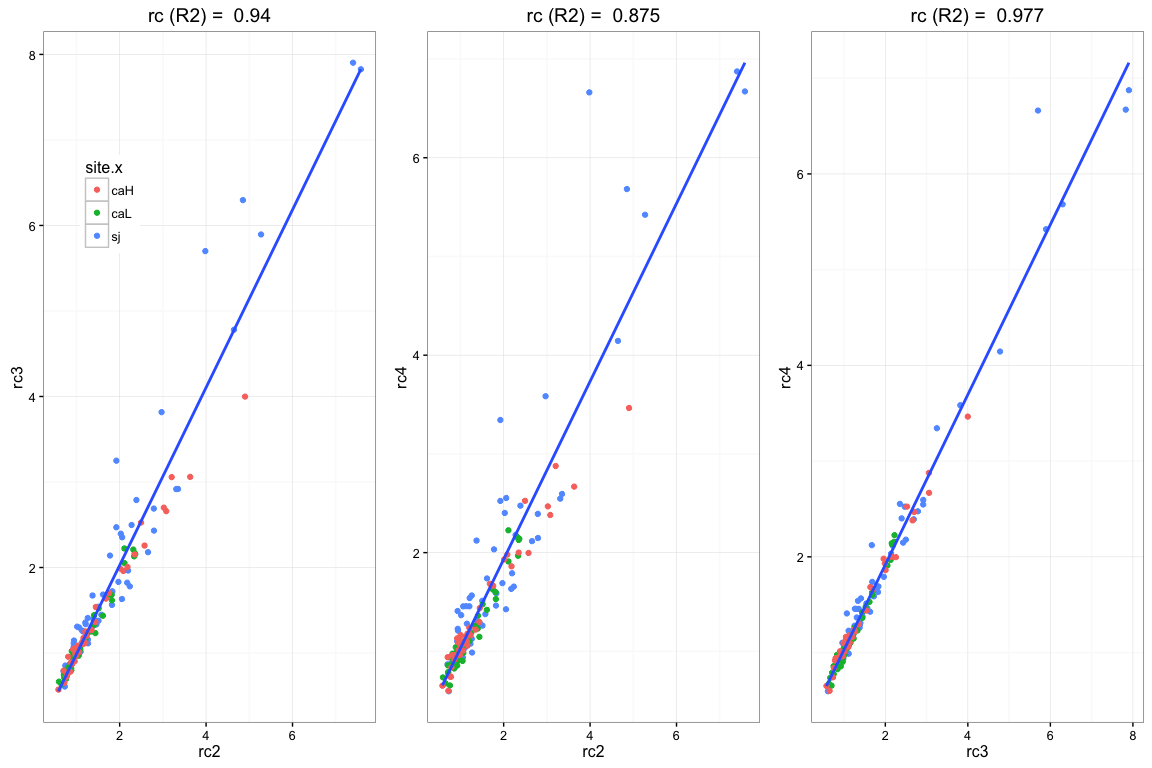 rc (R2) =  0.94
rc3
8
6
4
2
site.x
caH
caL
sj
2
4
6
rc2
rc (R2) =  0.875
rc4
6
4
2
2
4
6
rc2
rc (R2) =  0.977
rc4
6
4
2
2
4
6
8
rc3